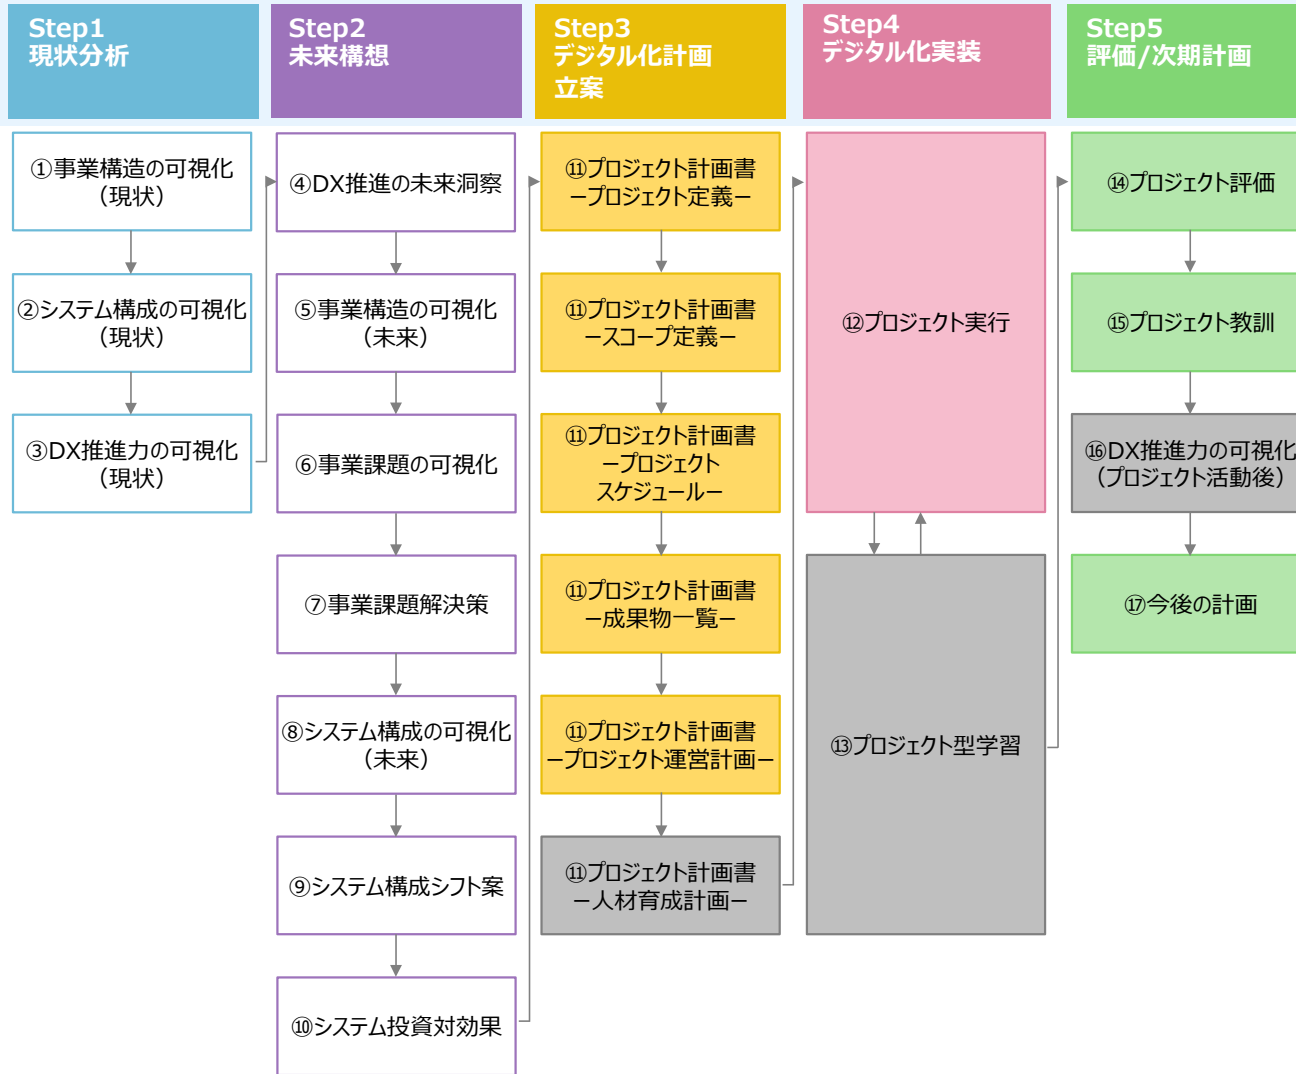 Step1
現状分析
Step2
未来構想
Step3
デジタル化計画
立案
Step4
デジタル化実装
Step5
評価/次期計画
①事業構造の可視化
（現状）
②システム構成の可視化
（現状）
③DX推進力の可視化
（現状）
④DX推進の未来洞察
⑤事業構造の可視化
（未来）
⑥事業課題の可視化
⑦事業課題解決策
⑧システム構成の可視化
（未来）
⑨システム構成シフト案
⑩システム投資対効果
⑪プロジェクト計画書
ープロジェクト定義ー
⑪プロジェクト計画書
ースコープ定義ー
⑪プロジェクト計画書
ープロジェクト
スケジュールー
⑪プロジェクト計画書
ー成果物一覧ー
⑪プロジェクト計画書
ープロジェクト運営計画ー
⑪プロジェクト計画書
ー人材育成計画ー
⑫プロジェクト実行
⑬プロジェクト型学習
⑭プロジェクト評価
⑮プロジェクト教訓
⑯DX推進力の可視化
（プロジェクト活動後）
⑰今後の計画